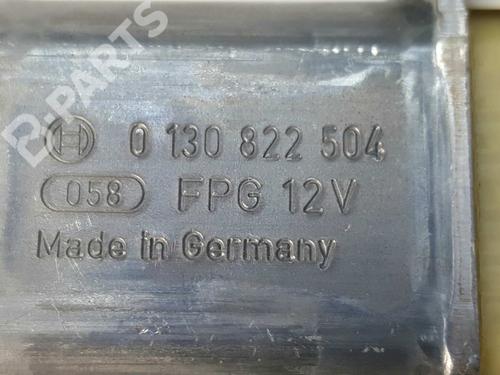 B-PARTS
0 130 822 504
058 FPG 12V
Made in Germany